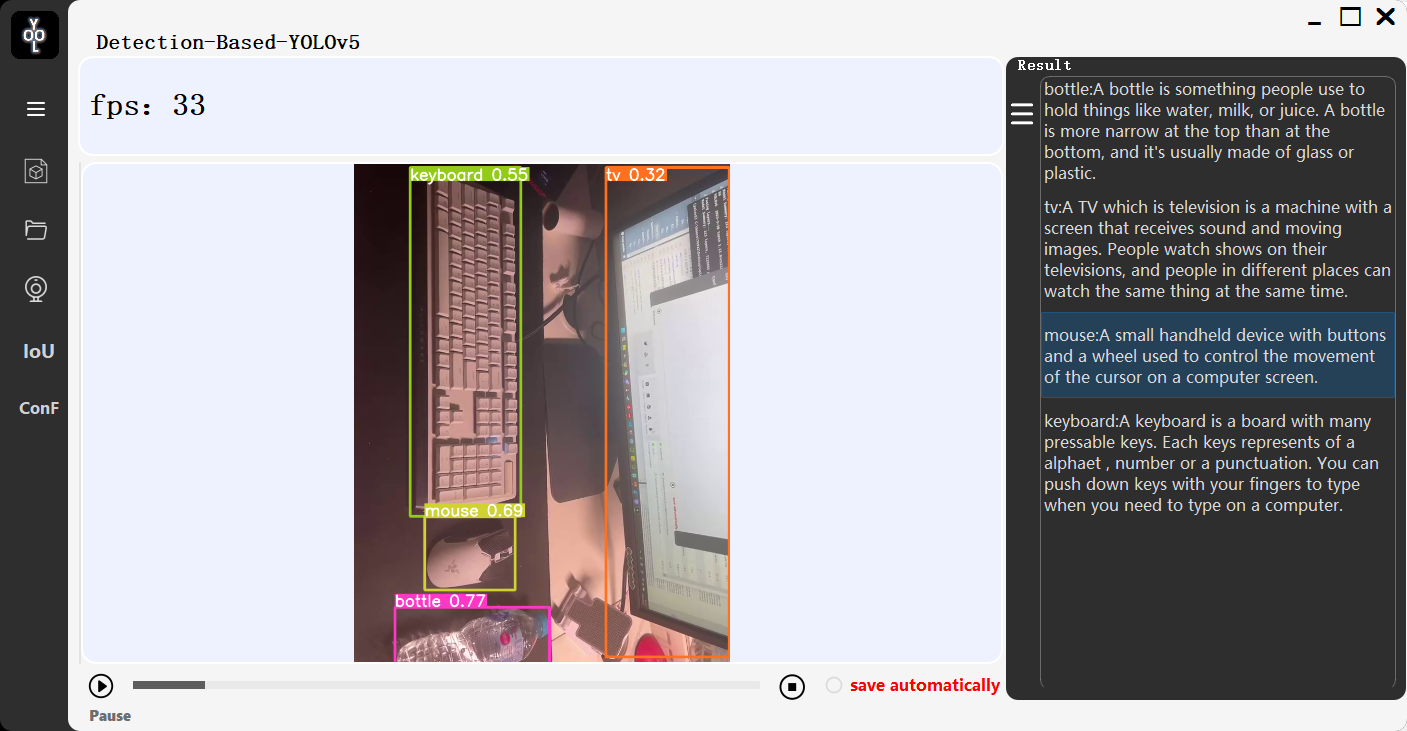 YOOL
Detection-Based-YOLOv5
fps: 33
IoU
ConF
keyboard 0.55
tv 0.32
mouse 0.69
bottle 0.77
save automatically
Pause
Result
bottle:A bottle is something people use to
hold things like water, milk, or juice. A bottle
is more narrow at the top than at the
bottom, and it's usually made of glass or
plastic.
tv:A TV which is television is a machine with a
screen that receives sound and moving
images. People watch shows on their
televisions, and people in different places can
watch the same thing at the same time.
mouse:A small handheld device with buttons
and a wheel used to control the movement
of the cursor on a computer screen.
keyboard:A keyboard is a board with many
pressable keys. Each keys represents of a
alphaet , number or a punctuation. You can
push down keys with your fingers to type
when you need to type on a computer.